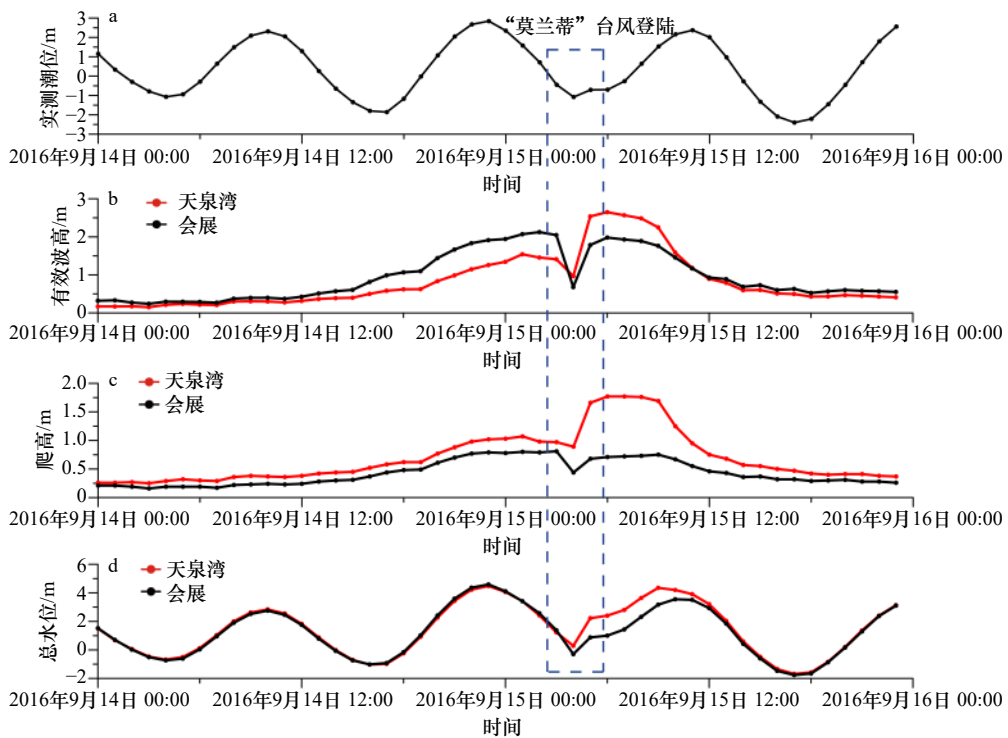 a
“莫兰蒂”台风登陆
实测潮位/m
3
2
1
0
−1
−2
−3
2016年9月14日 00:00 2016年9月14日 12:00 2016年9月15日 00:00 2016年9月15日 12:00 2016年9月16日 00:00
时间
b
天泉湾
会展
有效波高/m
3
2
1
0
2016年9月14日 00:00 2016年9月14日 12:00 2016年9月15日 00:00 2016年9月15日 12:00 2016年9月16日 00:00
时间
c
天泉湾
会展
爬高/m
2.0
1.5
1.0
0.5
0
2016年9月14日 00:00 2016年9月14日 12:00 2016年9月15日 00:00 2016年9月15日 12:00 2016年9月16日 00:00
时间
d
天泉湾
会展
总水位/m
6
4
2
0
−2
2016年9月14日 00:00 2016年9月14日 12:00 2016年9月15日 00:00 2016年9月15日 12:00 2016年9月16日 00:00
时间